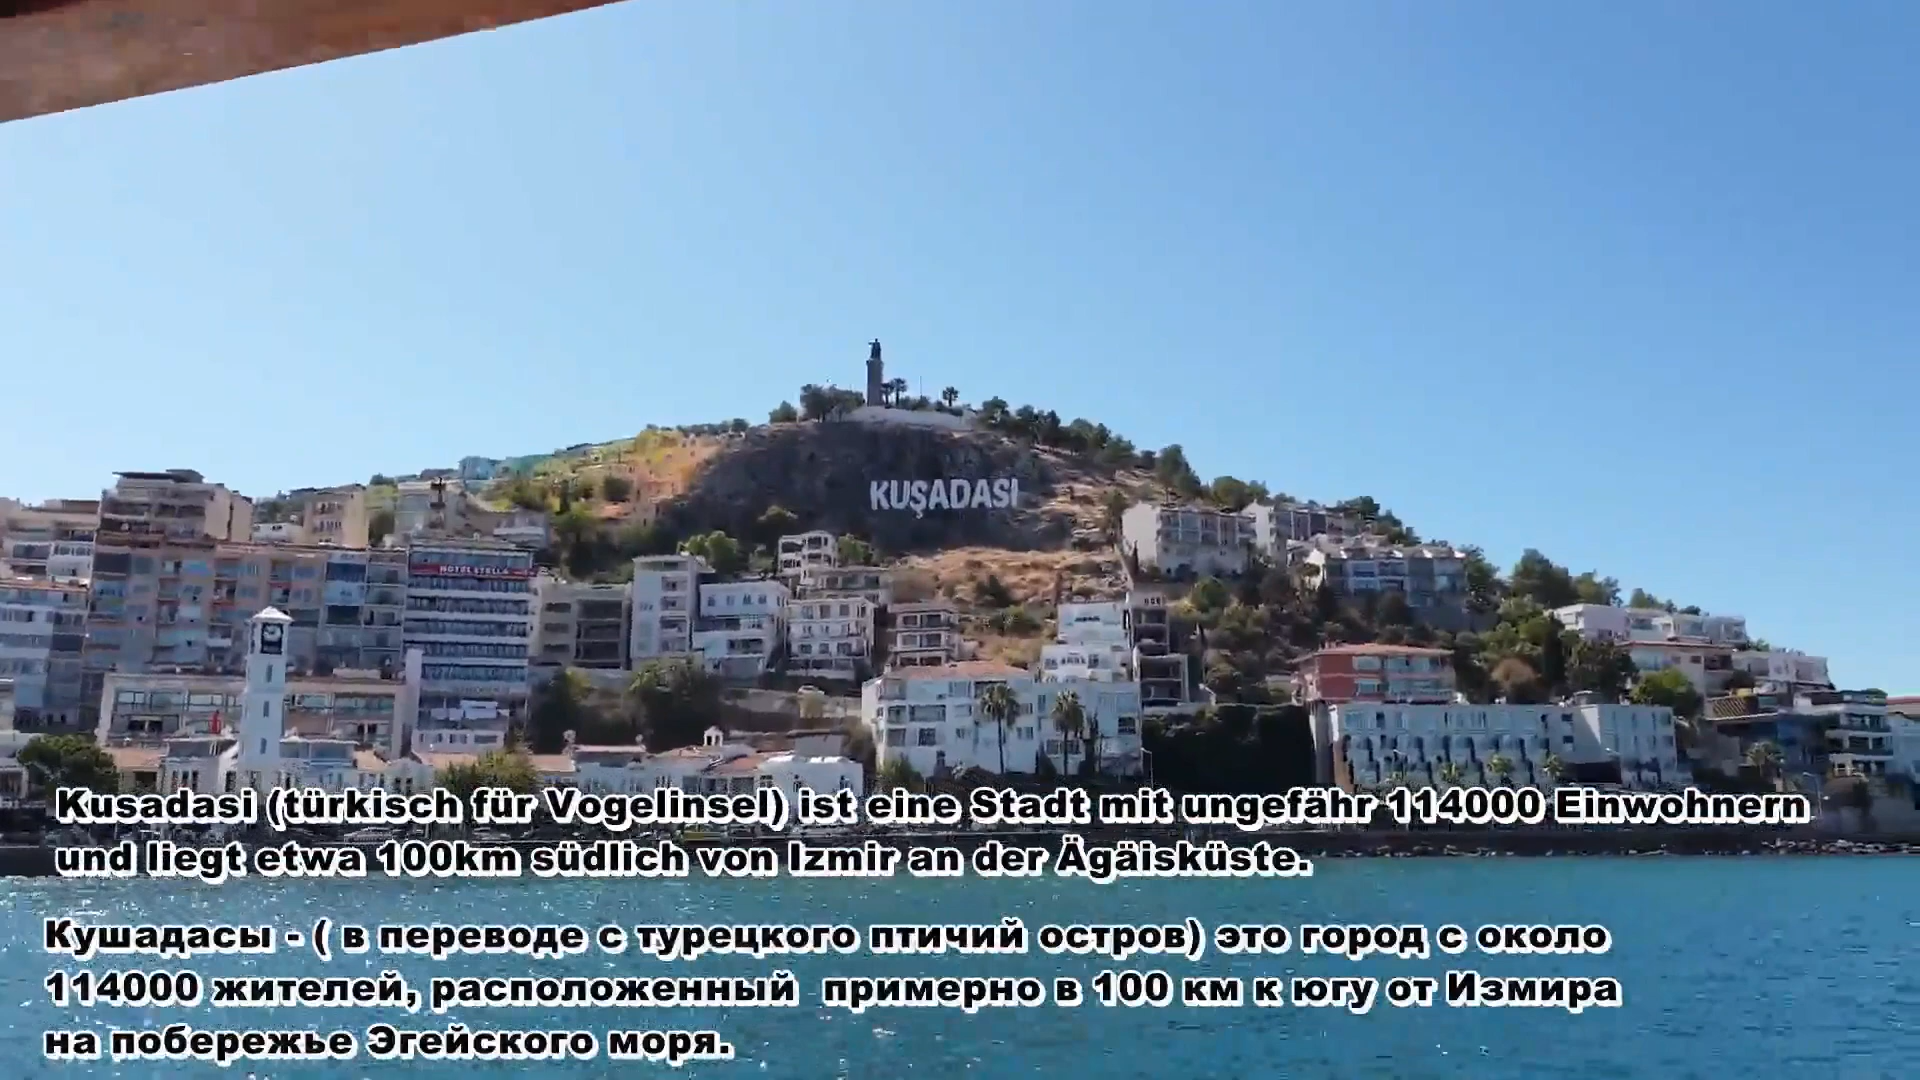 KUŞADASI
HOTEL STELLA
Kusadasi (türkisch für Vogelinsel) ist eine Stadt mit ungefähr 114000 Einwohnern
und liegt etwa 100km südlich von Izmir an der Ägäisküste.
Кушадасы - ( в переводе с турецкого птичий остров) это город с около
114000 жителей, расположенный  примерно в 100 км к югу от Измира
на побережье Эгейского моря.